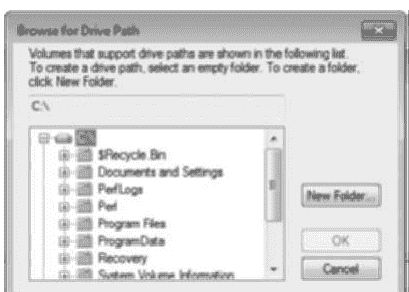 Browse for Drive Path
Volumes that support drive paths are shown in the following list.
To create a drive path, select an empty folder. To create a folder,
click New Folder.
C:\
C:\
$Recycle.Bin
Documents and Settings
PerfLogs
Perl
Program Files
ProgramData
Recovery
System Volume Information
New Folder...
OK
Cancel